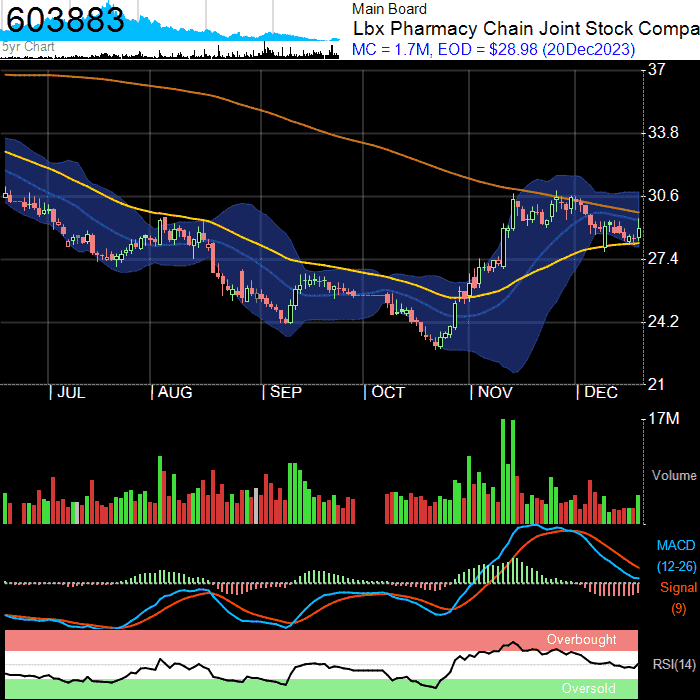 603883
5yr Chart
Main Board
Lbx Pharmacy Chain Joint Stock Compa
MC = 1.7M, EOD = $28.98 (20Dec2023)
37
33.8
30.6
27.4
24.2
21
JUL AUG SEP OCT NOV DEC
17M
Volume
MACD
(12-26)
Signal
(9)
Overbought
RSI(14)
Oversold